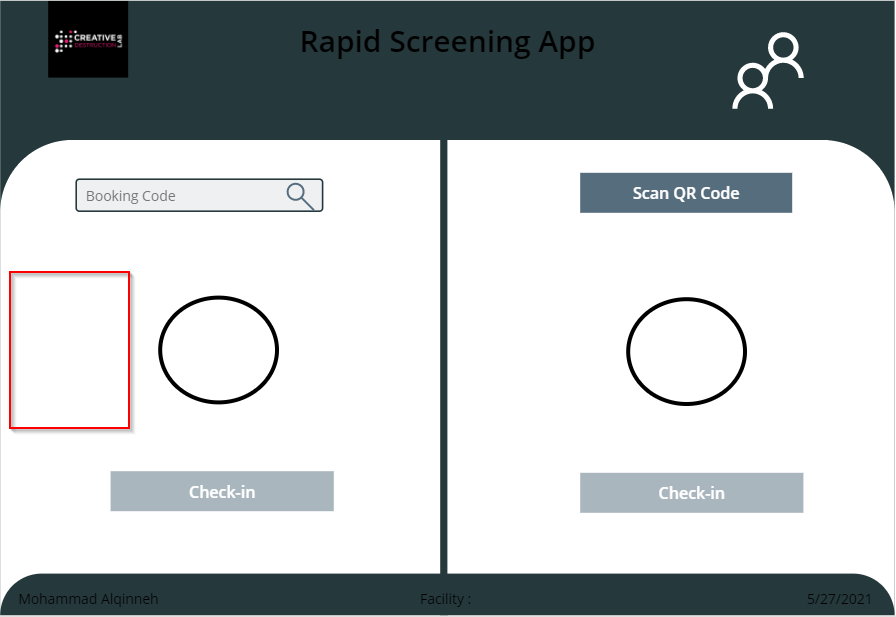 CREATIVE
DESTRUCTION
LAB
Rapid Screening App
Booking Code
Scan QR Code
Check-in
Check-in
Mohammad Alqinneh
Facility :
5/27/2021